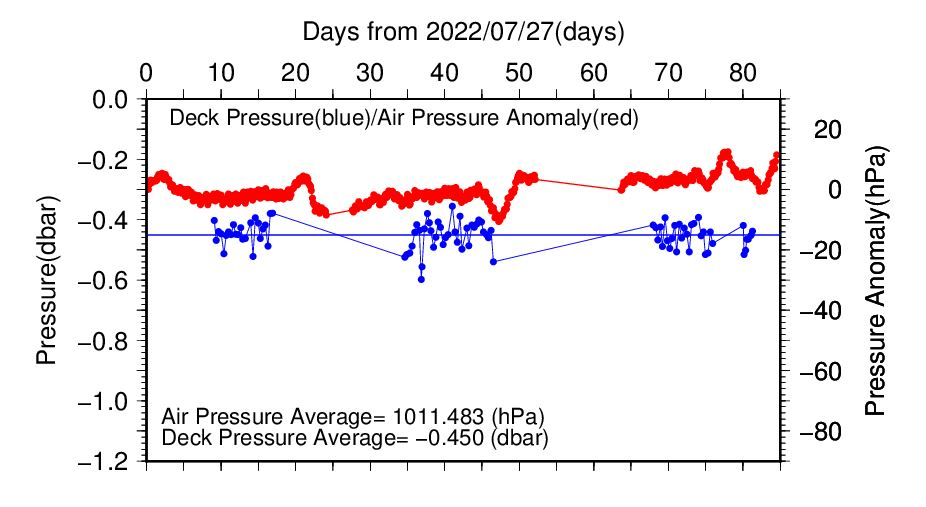 Days from 2022/07/27(days)
0 10 20 30 40 50 60 70 80
Deck Pressure(blue)/Air Pressure Anomaly(red)
0.0
−0.2
−0.4
−0.6
−0.8
−1.0
−1.2
Pressure(dbar)
20
0
−20
−40
−60
−80
Pressure Anomaly(hPa)
Air Pressure Average= 1011.483 (hPa)
Deck Pressure Average= −0.450 (dbar)